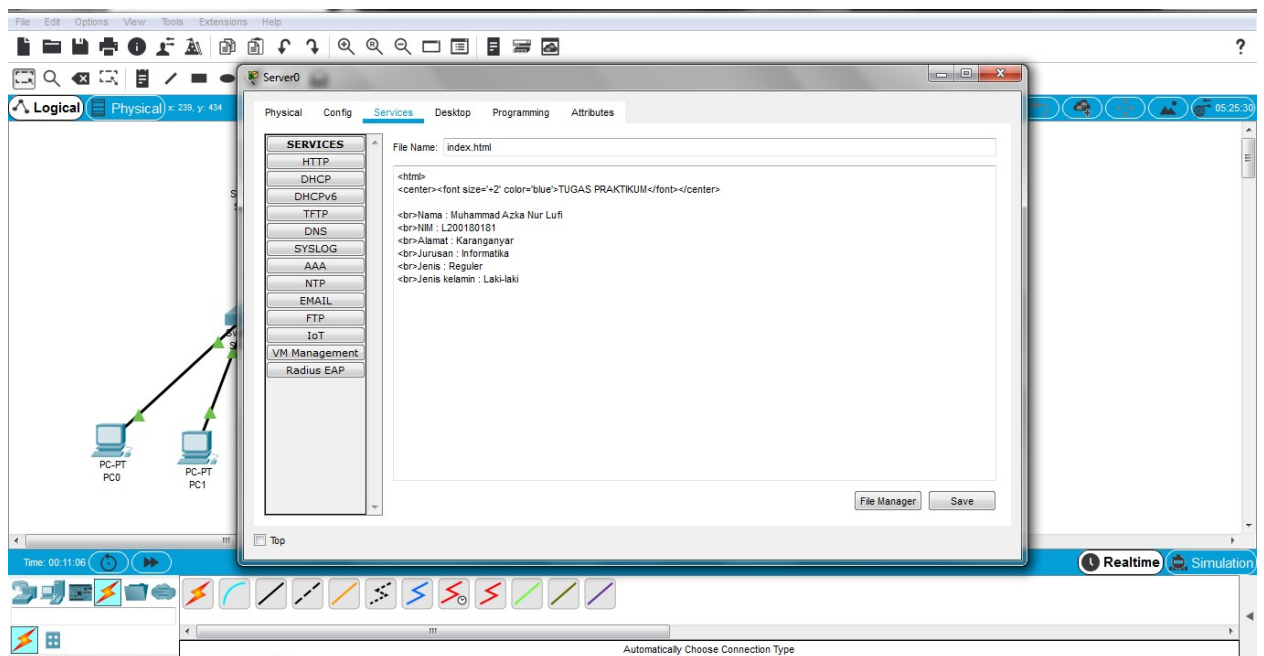 File Edit Options View Tools Extensions Help
?
Server0
Logical
Physical
x: 239, y: 434
05:25:30
Physical Config Services Desktop Programming Attributes
SERVICES
HTTP
DHCP
DHCPv6
TFTP
DNS
SYSLOG
AAA
NTP
EMAIL
FTP
IoT
VM Management
Radius EAP
File Name: index.html
<html>
<center><font size='+2' color='blue'>TUGAS PRAKTIKUM</font></center>
<br>Nama : Muhammad Azka Nur Lufi
<br>NIM : L200180181
<br>Alamat : Karanganyar
<br>Jurusan : Informatika
<br>Jenis : Reguler
<br>Jenis kelamin : Laki-laki
File Manager
Save
Top
PC-PT
PC0
PC-PT
PC1
Time: 00:11:06
Realtime
Simulation
Automatically Choose Connection Type